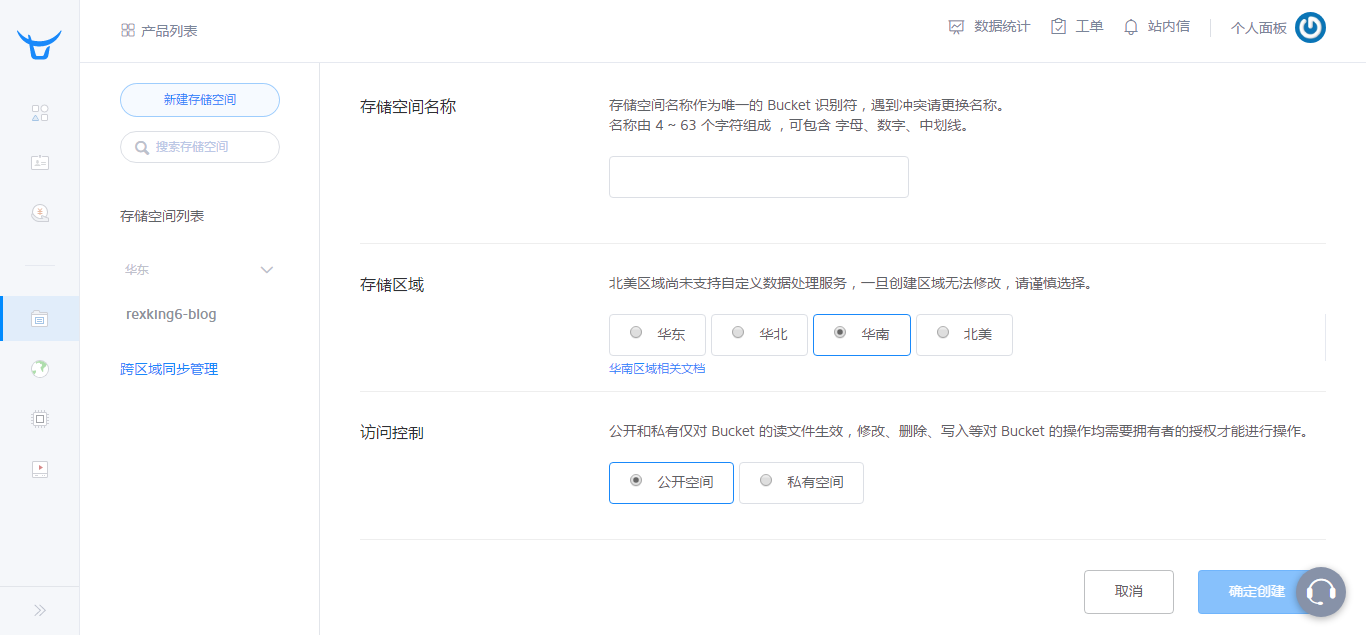 产品列表
数据统计
工单
站内信
个人面板
新建存储空间
搜索存储空间
存储空间列表
华东
rexking6-blog
跨区域同步管理
存储空间名称
存储空间名称作为唯一的 Bucket 识别符，遇到冲突请更换名称。
名称由 4 ~ 63 个字符组成 ，可包含 字母、数字、中划线。
存储区域
北美区域尚未支持自定义数据处理服务，一旦创建区域无法修改，请谨慎选择。
华东
华北
华南
北美
华南区域相关文档
访问控制
公开和私有仅对 Bucket 的读文件生效，修改、删除、写入等对 Bucket 的操作均需要拥有者的授权才能进行操作。
公开空间
私有空间
取消
确定创建